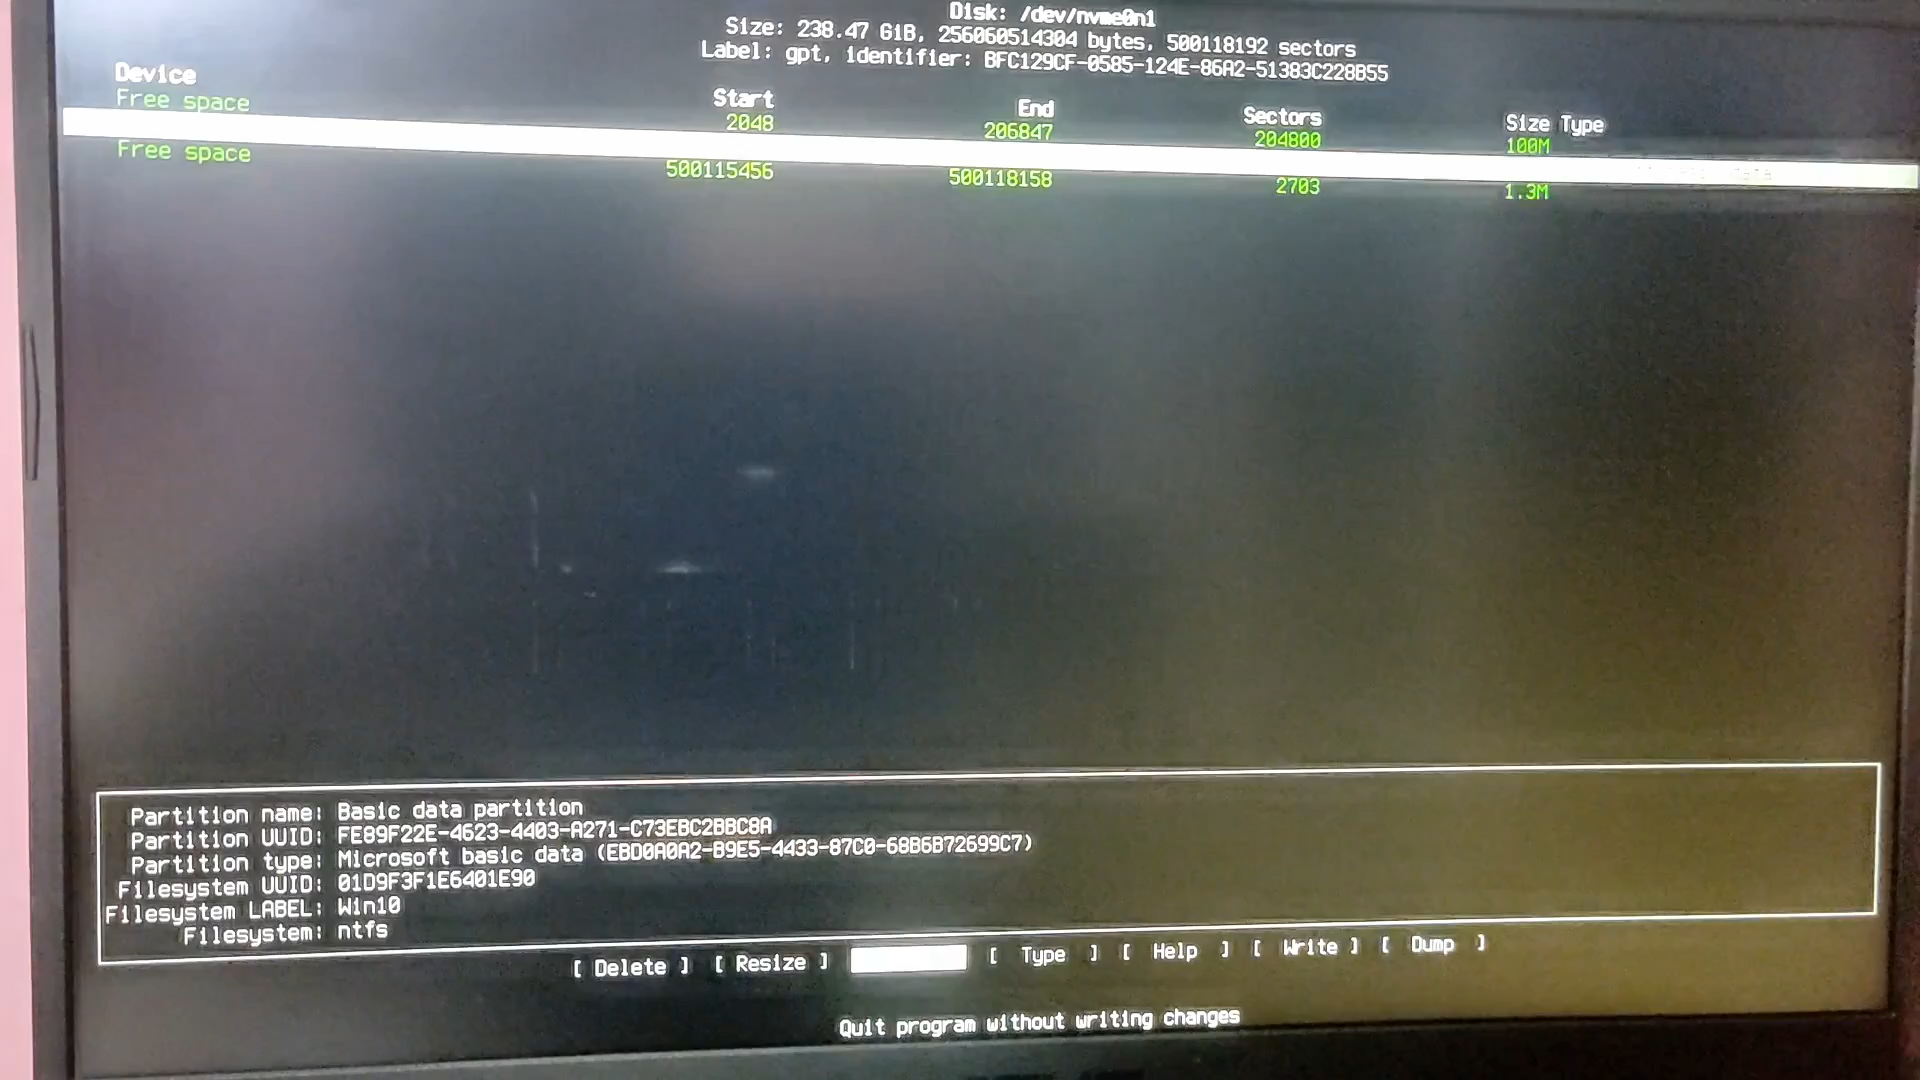 Disk: /dev/nvme0n1
Size: 238.47 GiB, 256060514304 bytes, 500118192 sectors
Label: gpt, identifier: BFC129CF-0585-124E-86A2-51383C228B55
Device Start End Sectors Size Type
Free space 2048 206847 204800 100M
Free space 500115456 500118158 2703 1.3M
Partition name: Basic data partition
Partition UUID: FE89F22E-4623-4403-A271-C73EBC2BBC8A
Partition type: Microsoft basic data (EBD0A0A2-B9E5-4433-87C0-68B6B72699C7)
Filesystem UUID: 01D9F3F1E6401E90
Filesystem LABEL: Win10
Filesystem: ntfs
[ Delete ] [ Resize ] [ Type ] [ Help ] [ Write ] [ Dump ]
Quit program without writing changes